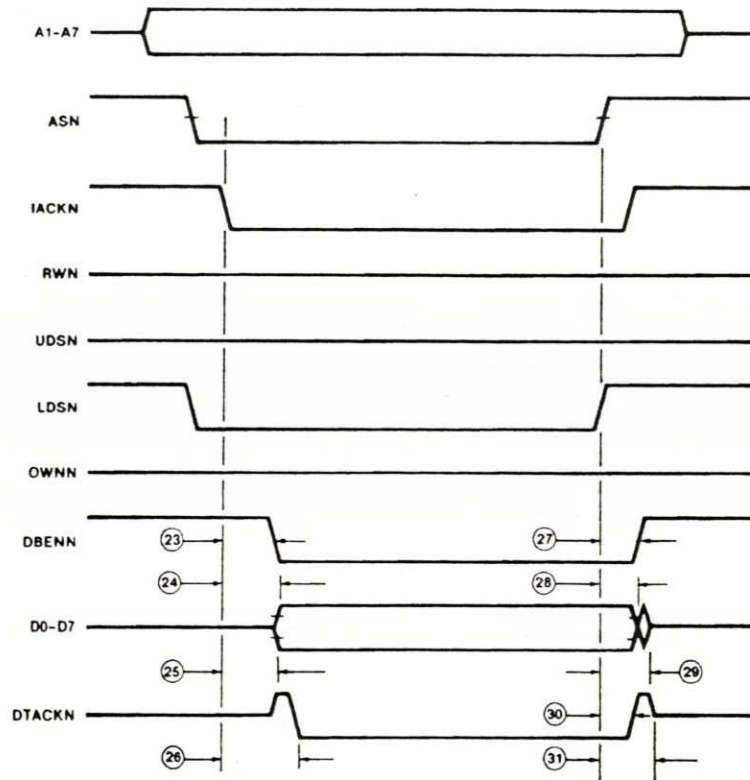 A1-A7
ASN
IACKN
RWN
UDSN
LDSN
OWNN
DBENN
23
27
24
28
D0-D7
25
29
DTACKN
30
26
31